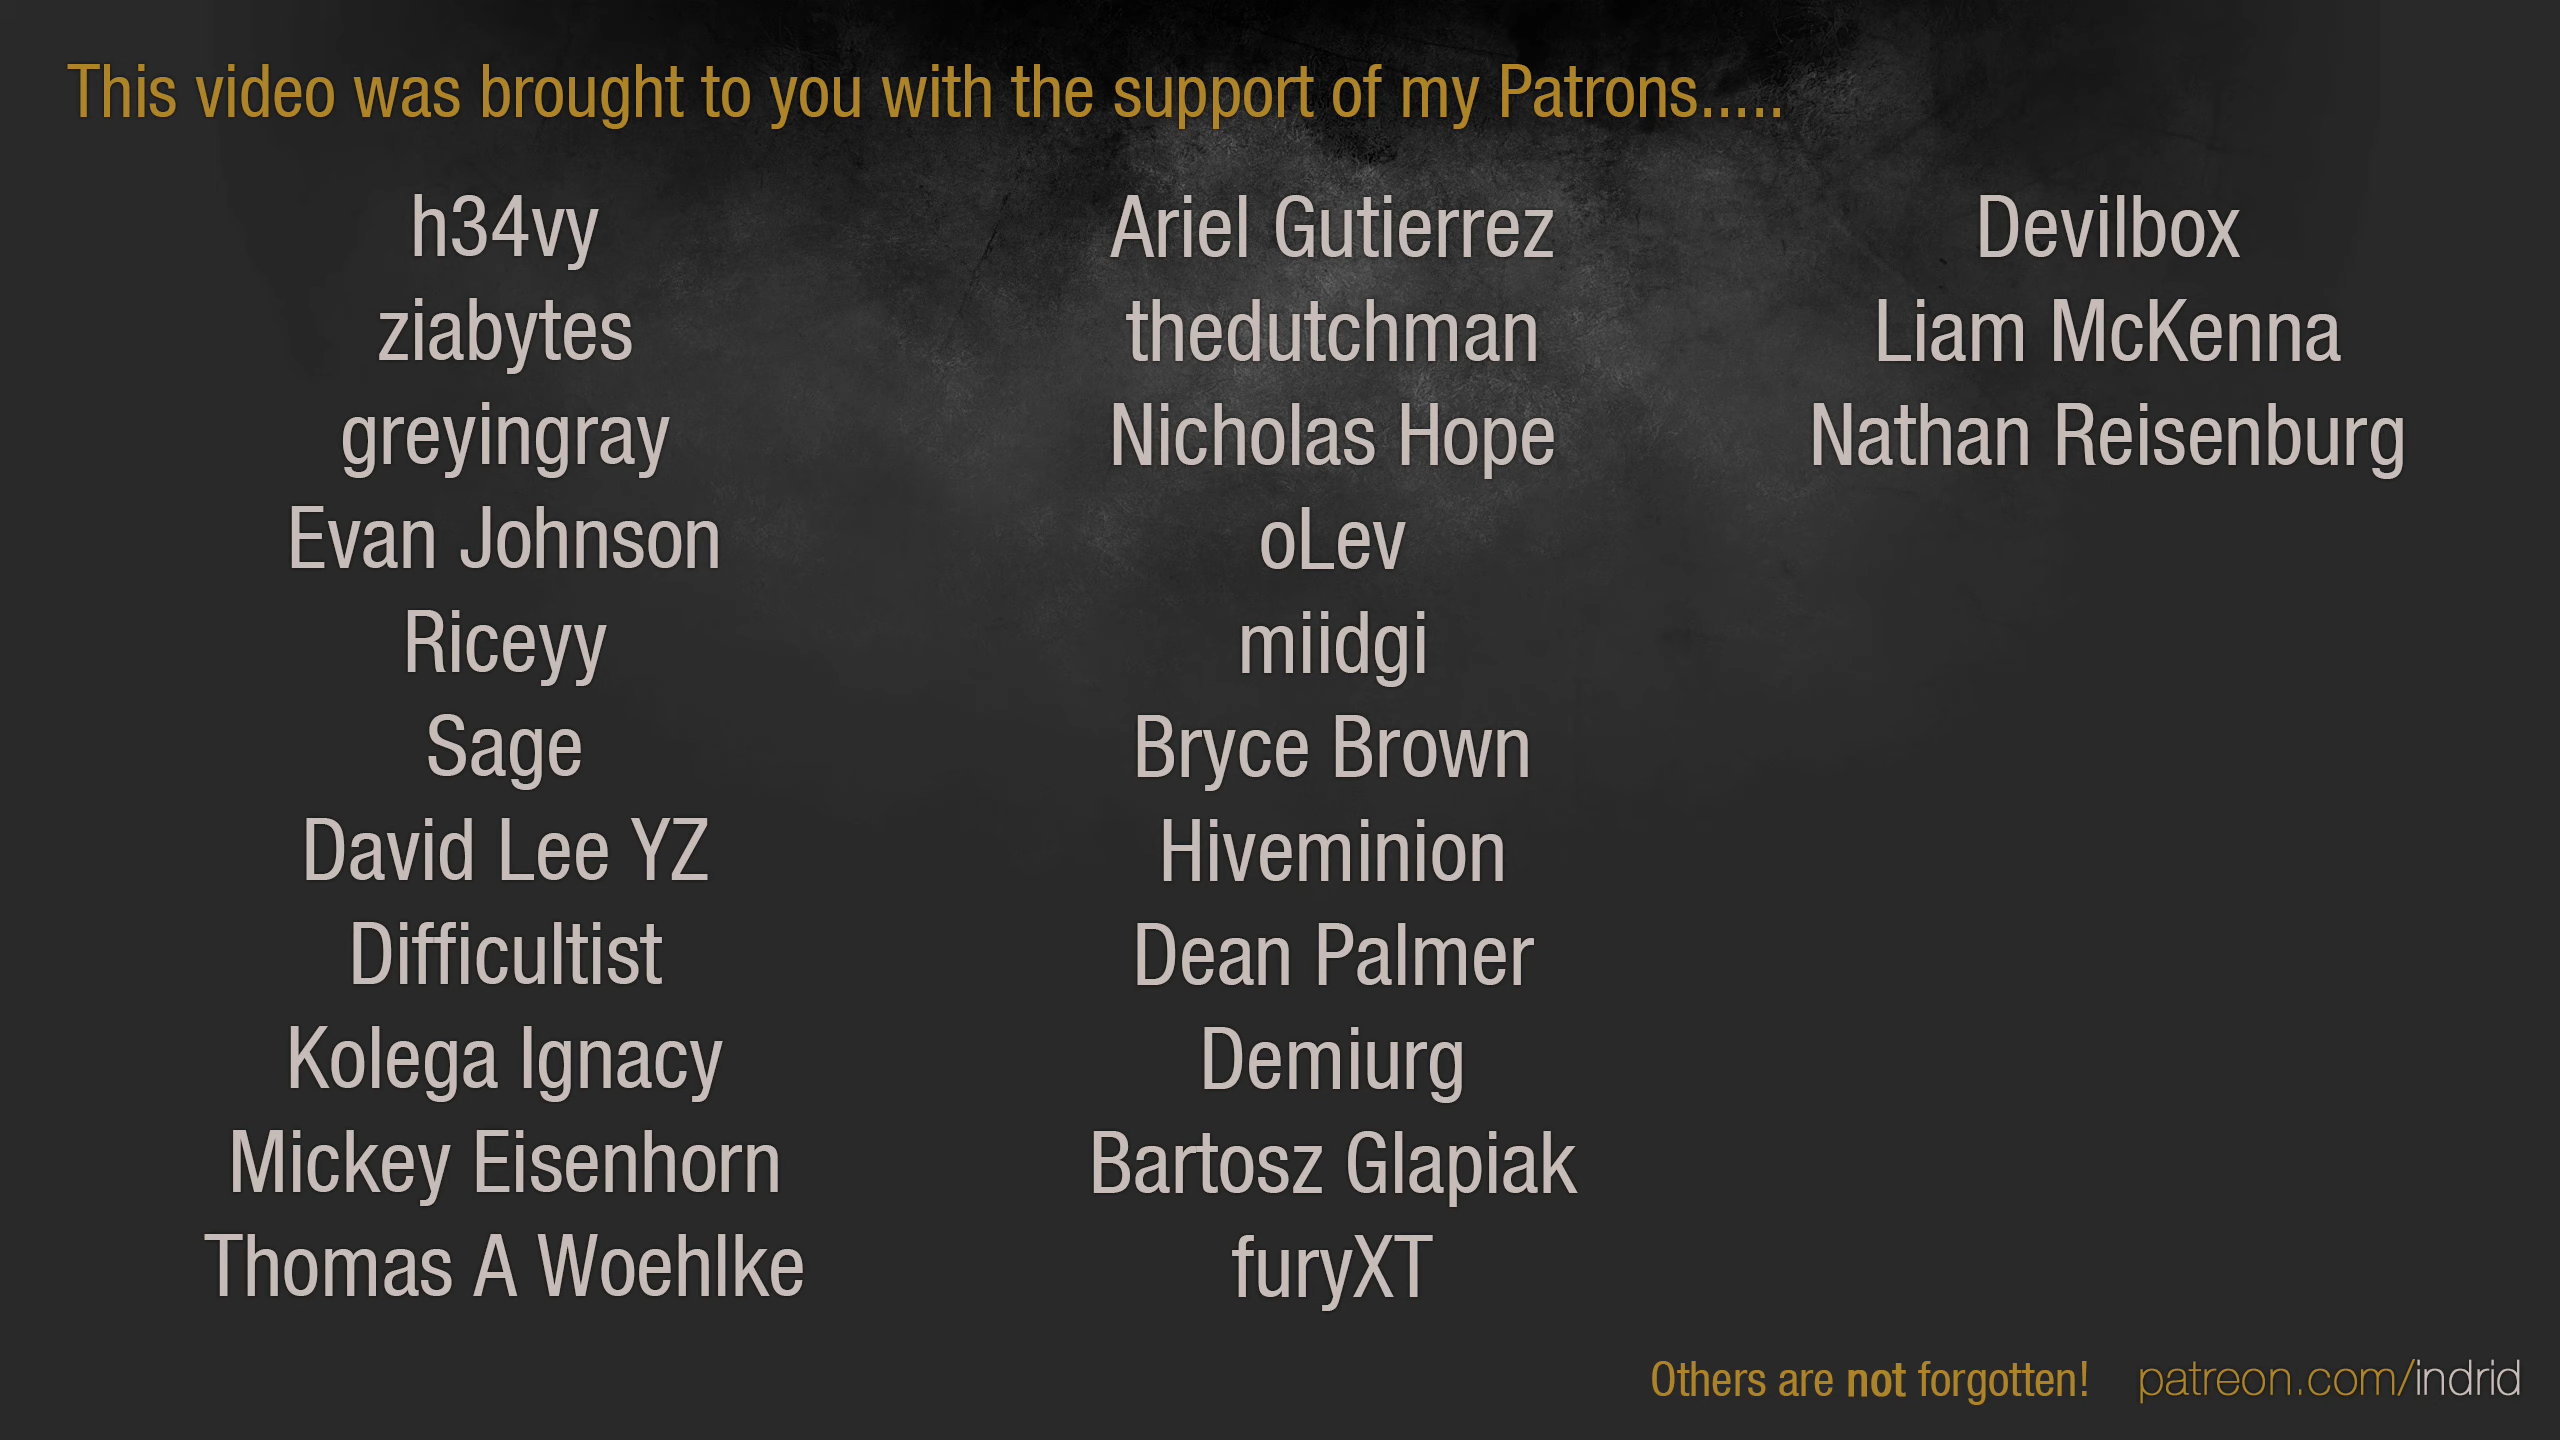 This video was brought to you with the support of my Patrons.....
h34vy
ziabytes
greyingray
Evan Johnson
Riceyy
Sage
David Lee YZ
Difficultist
Kolega Ignacy
Mickey Eisenhorn
Thomas A Woehlke
Ariel Gutierrez
thedutchman
Nicholas Hope
oLev
miidgi
Bryce Brown
Hiveminion
Dean Palmer
Demiurg
Bartosz Glapiak
furyXT
Devilbox
Liam McKenna
Nathan Reisenburg
Others are not forgotten! patreon.com/indrid